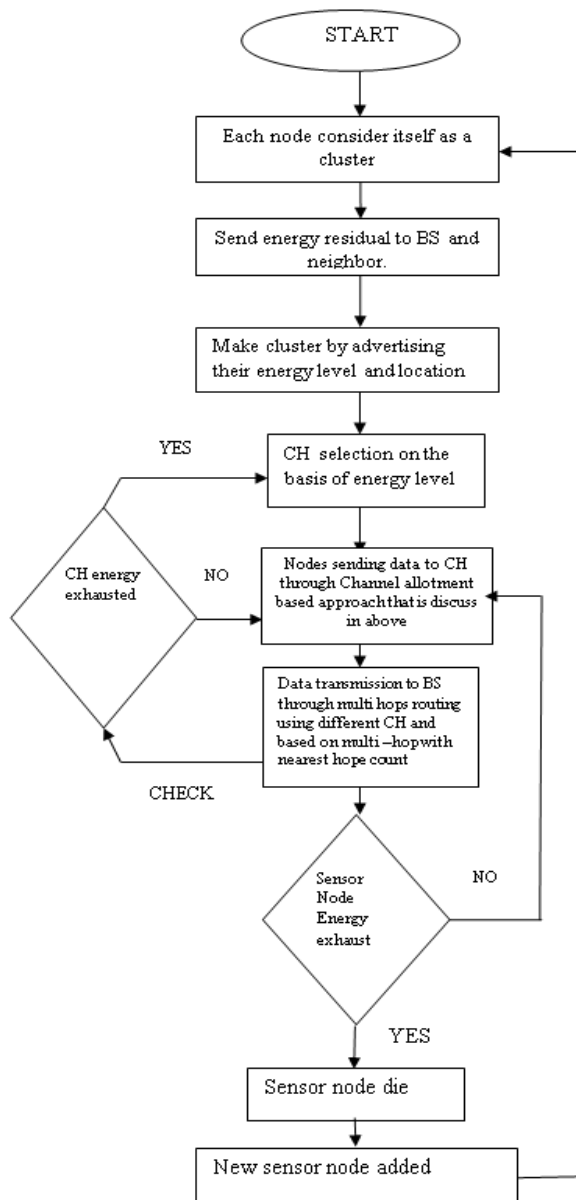 START
Each node consider itself as a
cluster
Send energy residual to BS and
neighbor.
Make cluster by advertising
their energy level and location
YES
CH selection on the
basis of energy level
CH energy
exhausted
NO
Nodes sending data to CH
through Channel allotment
based approach that is discuss
in above
Data transmission to BS
through multi hops routing
using different CH and
based on multi –hop with
nearest hope count
CHECK
Sensor
Node
Energy
exhaust
NO
YES
Sensor node die
New sensor node added